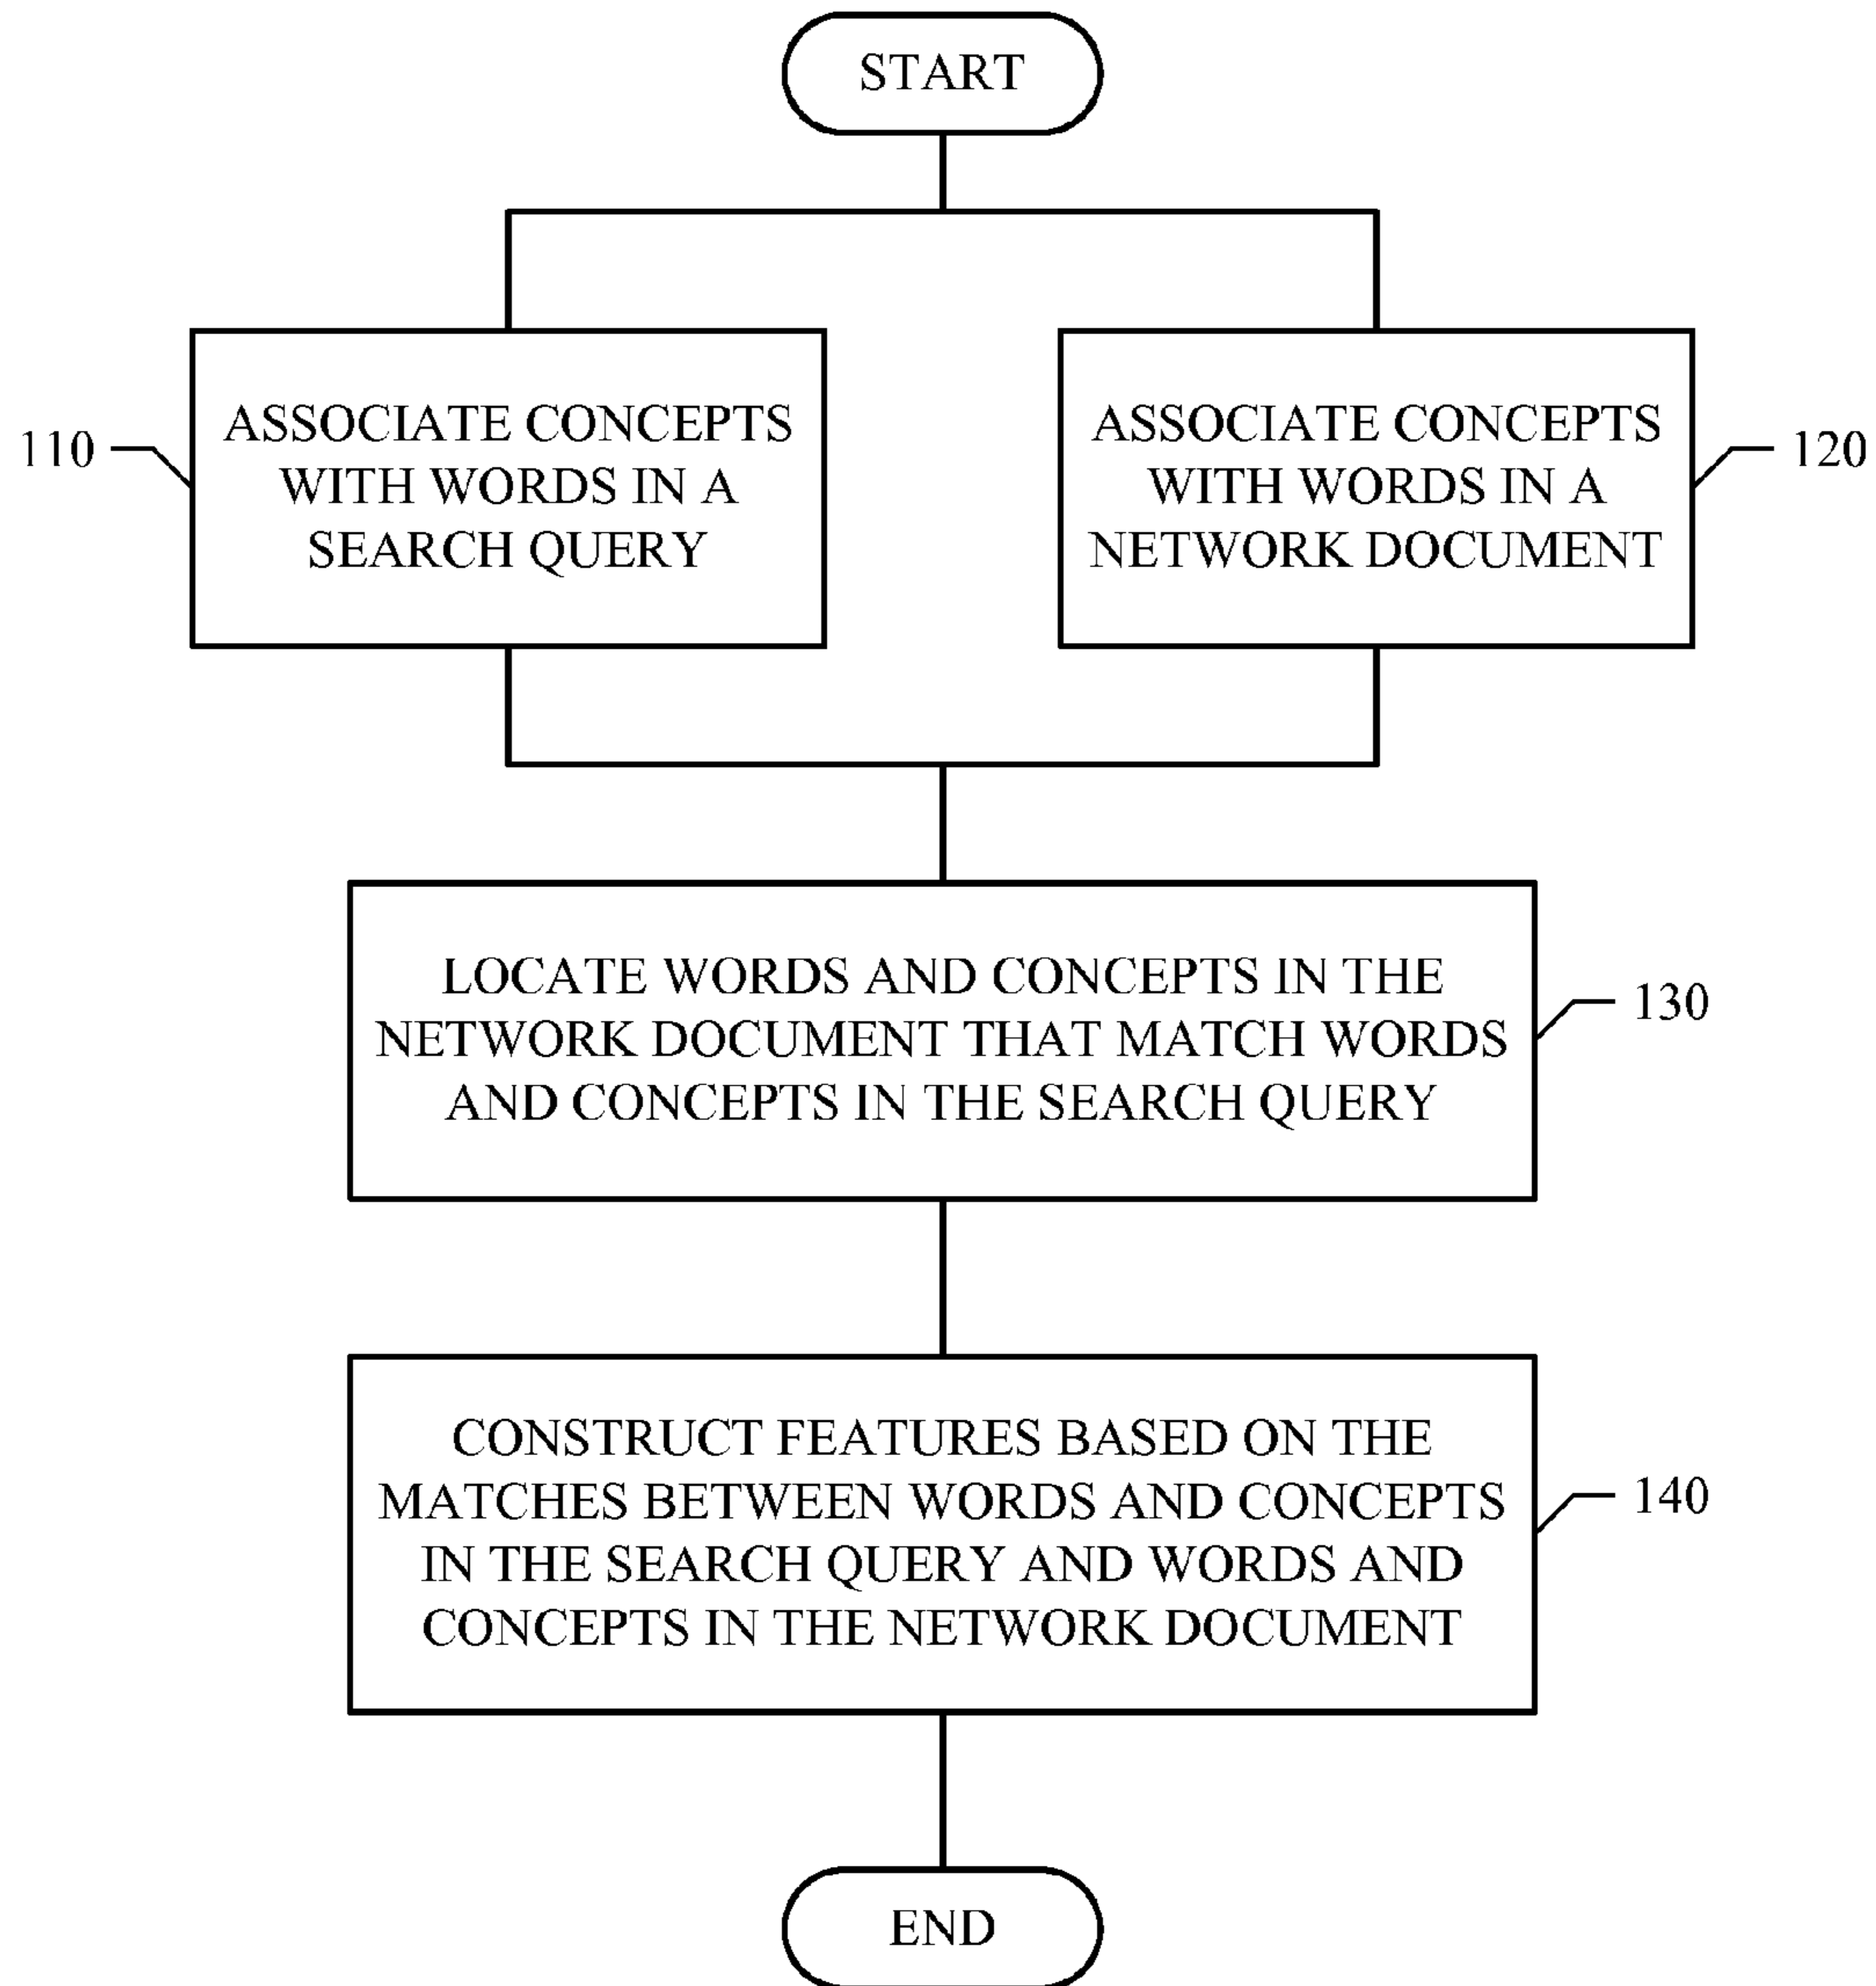 START
110
ASSOCIATE CONCEPTS
WITH WORDS IN A
SEARCH QUERY
ASSOCIATE CONCEPTS
WITH WORDS IN A
NETWORK DOCUMENT
120
LOCATE WORDS AND CONCEPTS IN THE
NETWORK DOCUMENT THAT MATCH WORDS
AND CONCEPTS IN THE SEARCH QUERY
130
CONSTRUCT FEATURES BASED ON THE
MATCHES BETWEEN WORDS AND CONCEPTS
IN THE SEARCH QUERY AND WORDS AND
CONCEPTS IN THE NETWORK DOCUMENT
140
END